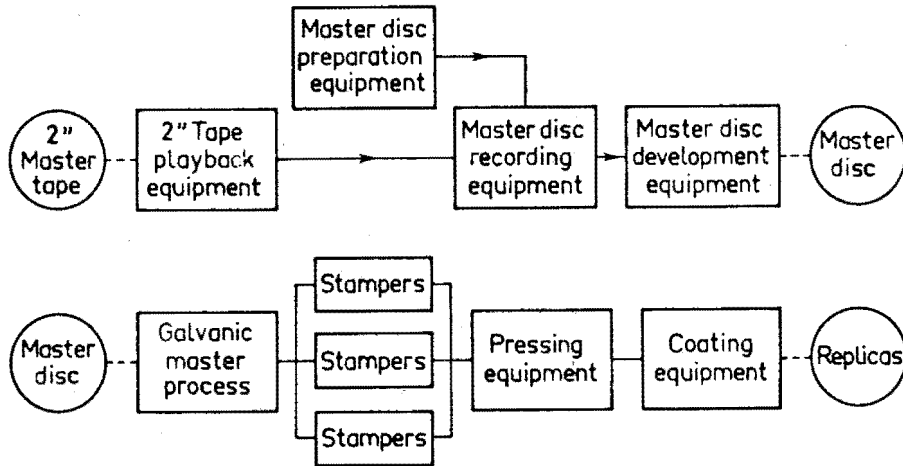 Master disc
preparation
equipment
2"
Master
tape
2" Tape
playback
equipment
Master disc
recording
equipment
Master disc
development
equipment
Master
disc
Master
disc
Galvanic
master
process
Stampers
Stampers
Stampers
Pressing
equipment
Coating
equipment
Replicas